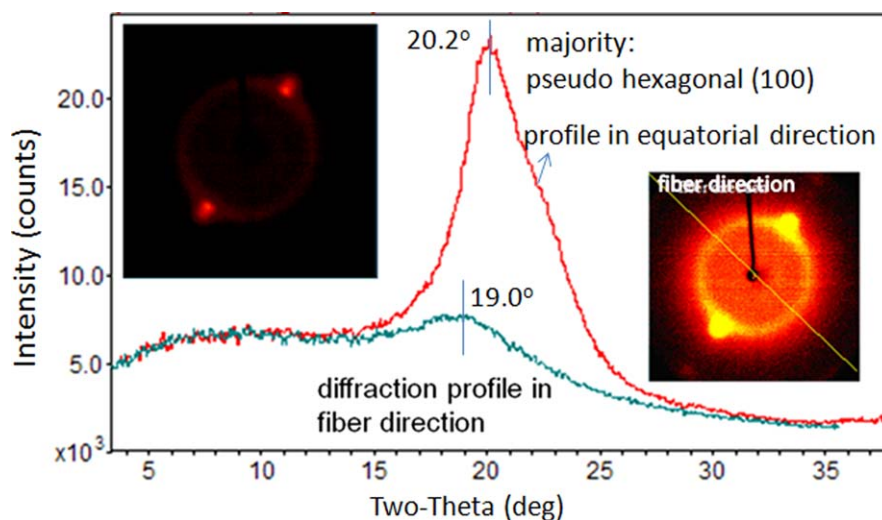 20.2°
majority:
pseudo hexagonal (100)
profile in equatorial direction
fiber direction
19.0°
diffraction profile in
fiber direction
Intensity (counts)
20.0
15.0
10.0
5.0
x10³
5 10 15 20 25 30 35
Two-Theta (deg)